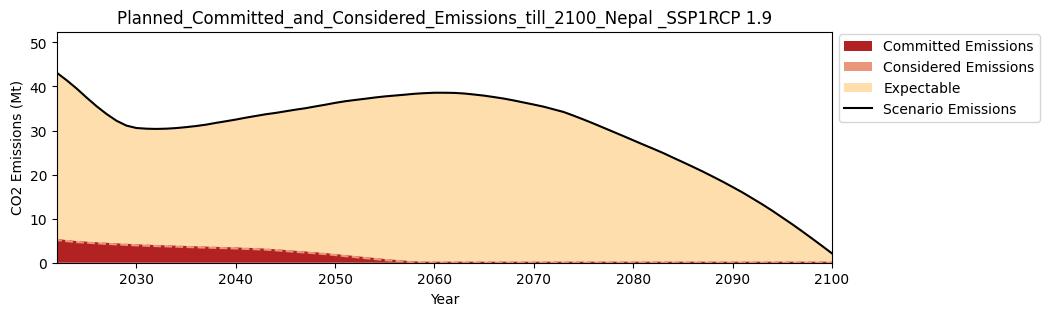 Planned_Committed_and_Considered_Emissions_till_2100_Nepal _SSP1RCP 1.9
50
40
30
20
10
0
CO2 Emissions (Mt)
2030 2040 2050 2060 2070 2080 2090 2100
Year
Committed Emissions
Considered Emissions
Expectable
Scenario Emissions